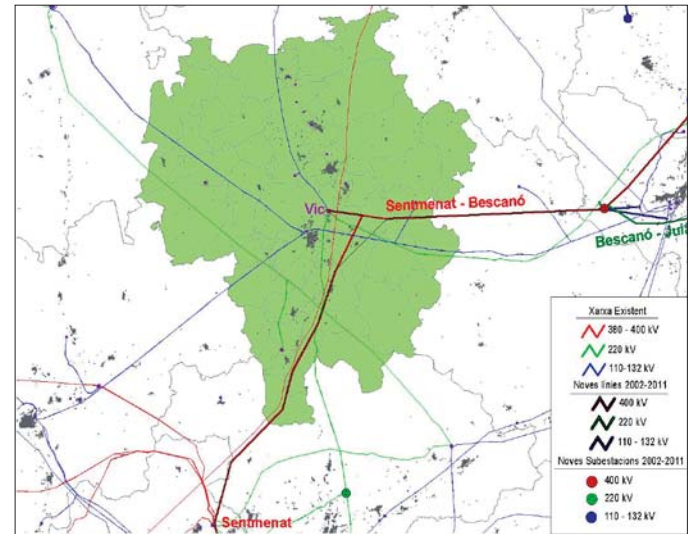 Vic
Sentmenat - Bescanó
Bescanó - Juià
Sentmenat
Xarxa Existent
380 - 400 kV
220 kV
110-132 kV
Noves línies 2002-2011
400 kV
220 kV
110 - 132 kV
Noves Subestacions 2002-2011
400 kV
220 kV
110 - 132 kV